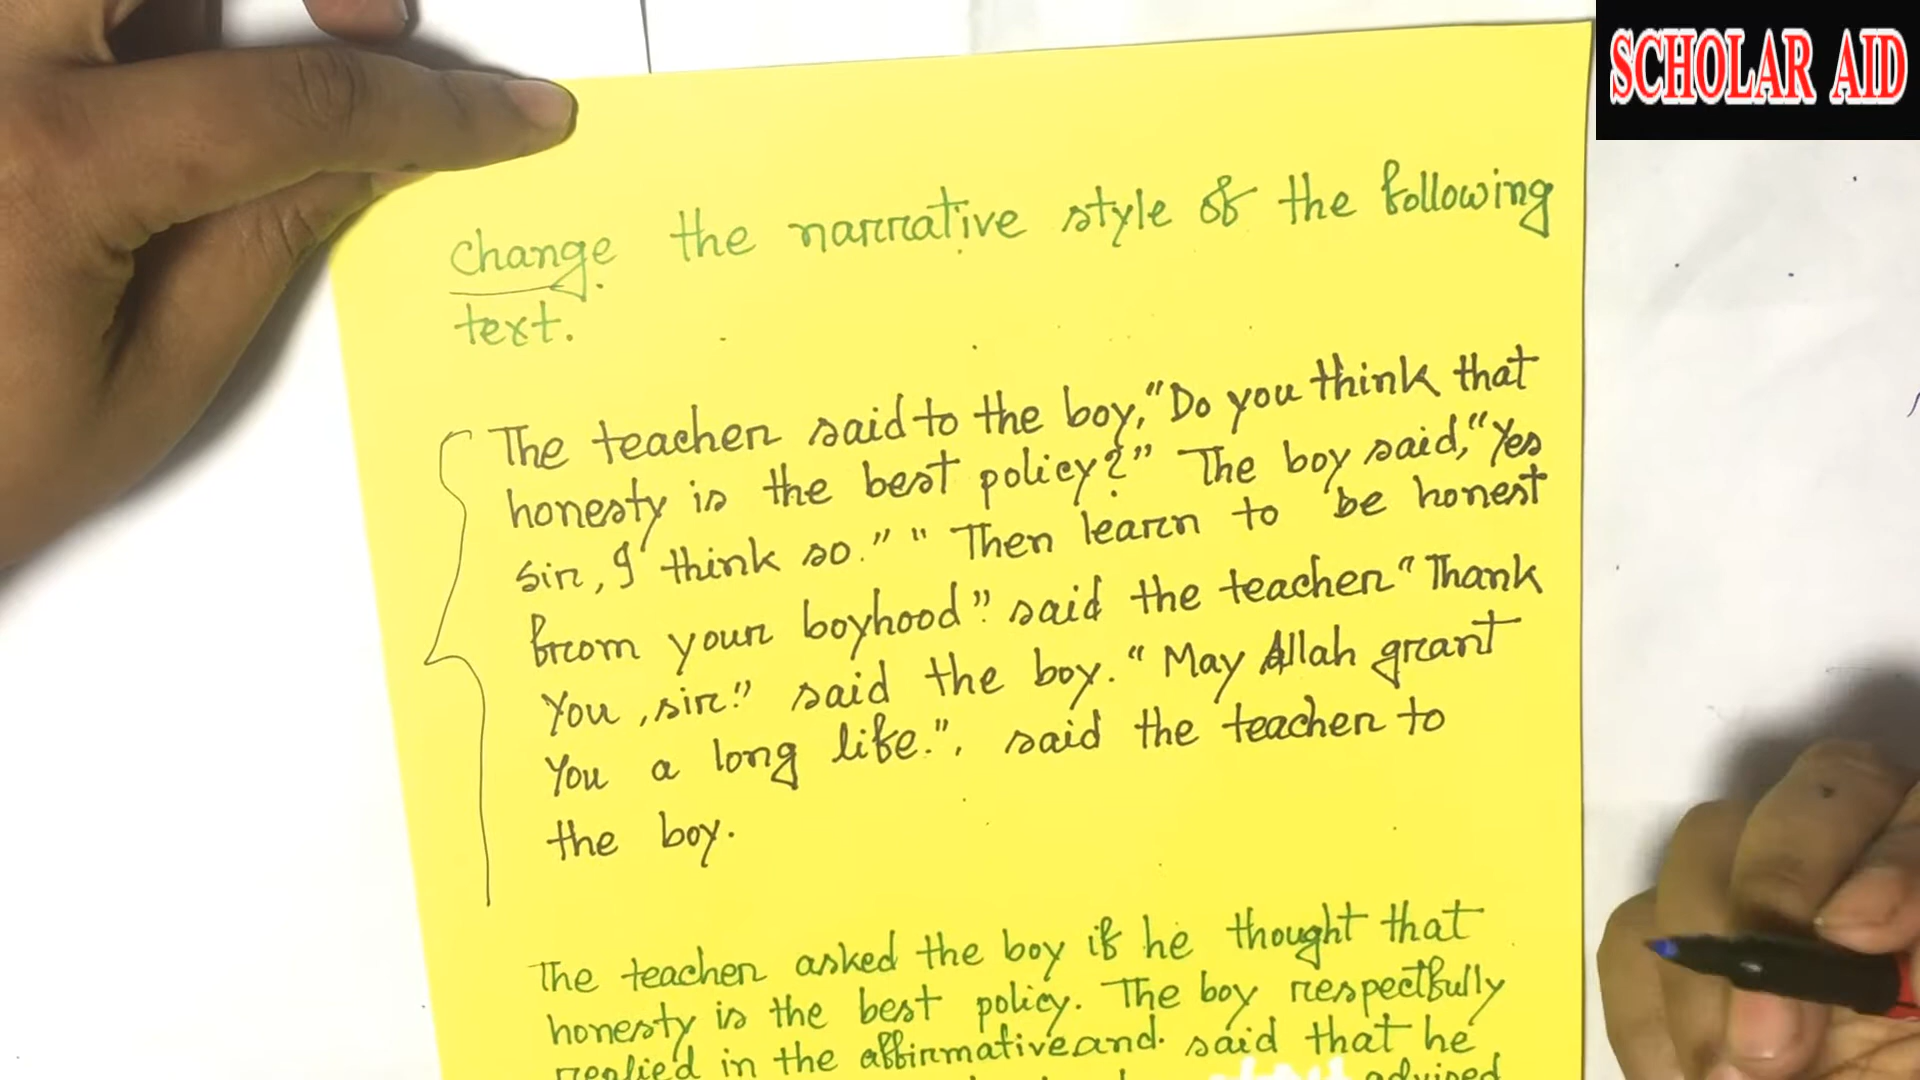 SCHOLAR AID
Change the narrative style of the following
text.
The teacher said to the boy, "Do you think that
honesty is the best policy?" The boy said, "Yes
sir, I think so." "Then learn to be honest
from your boyhood". said the teacher "Thank
You, sir." said the boy. "May Allah grant
You a long life.", said the teacher to
the boy.
The teacher asked the boy if he thought that
honesty is the best policy. The boy respectfully
replied in the affirmative and said that he
advised